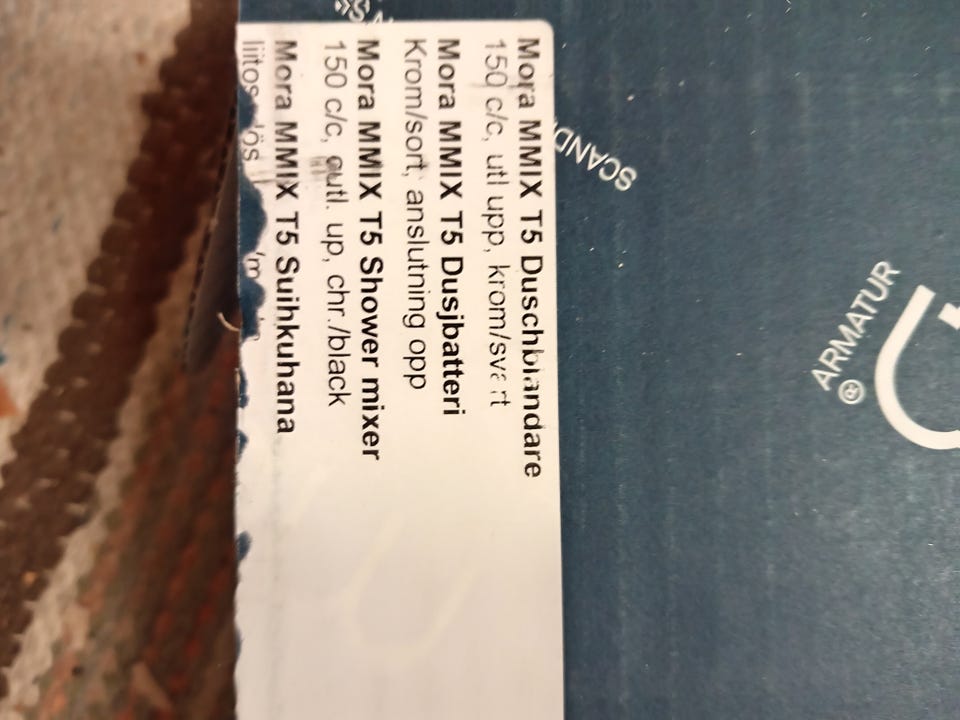 Mora MMIX T5 Duschblandare
150 c/c, utl upp, krom/svart
Mora MMIX T5 Dusjbatteri
Krom/sort, anslutning opp
Mora MMIX T5 Shower mixer
150 c/c, outl. up, chr./black
Mora MMIX T5 Suihkuhana
SCAND
ARMATUR
®